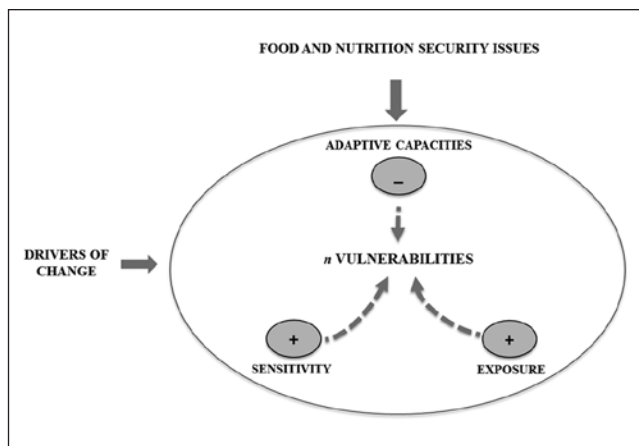 FOOD AND NUTRITION SECURITY ISSUES
ADAPTIVE CAPACITIES
–
DRIVERS OF
CHANGE
n VULNERABILITIES
+
+
SENSITIVITY
EXPOSURE